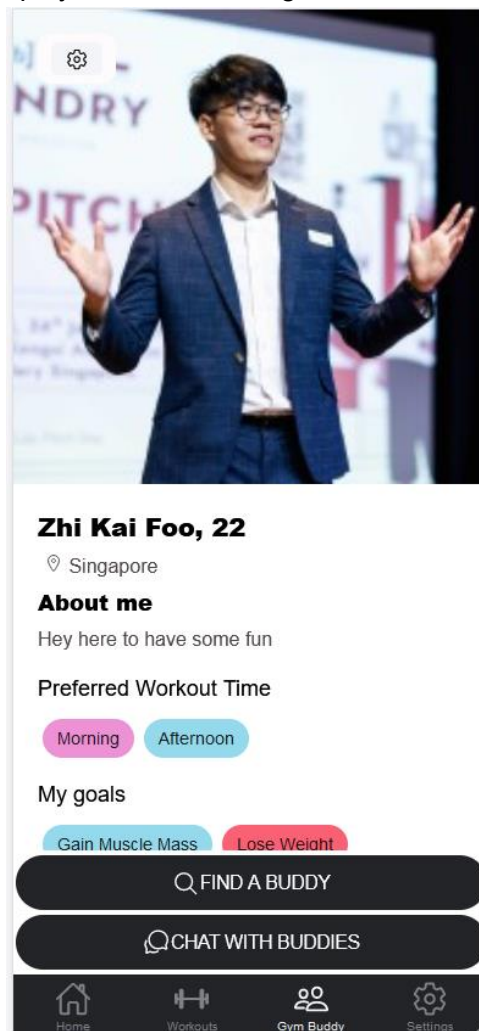 NDRY
PITCH
Zhi Kai Foo, 22
Singapore
About me
Hey here to have some fun
Preferred Workout Time
Morning Afternoon
My goals
Gain Muscle Mass Lose Weight
FIND A BUDDY
CHAT WITH BUDDIES
Home Workouts Gym Buddy Settings